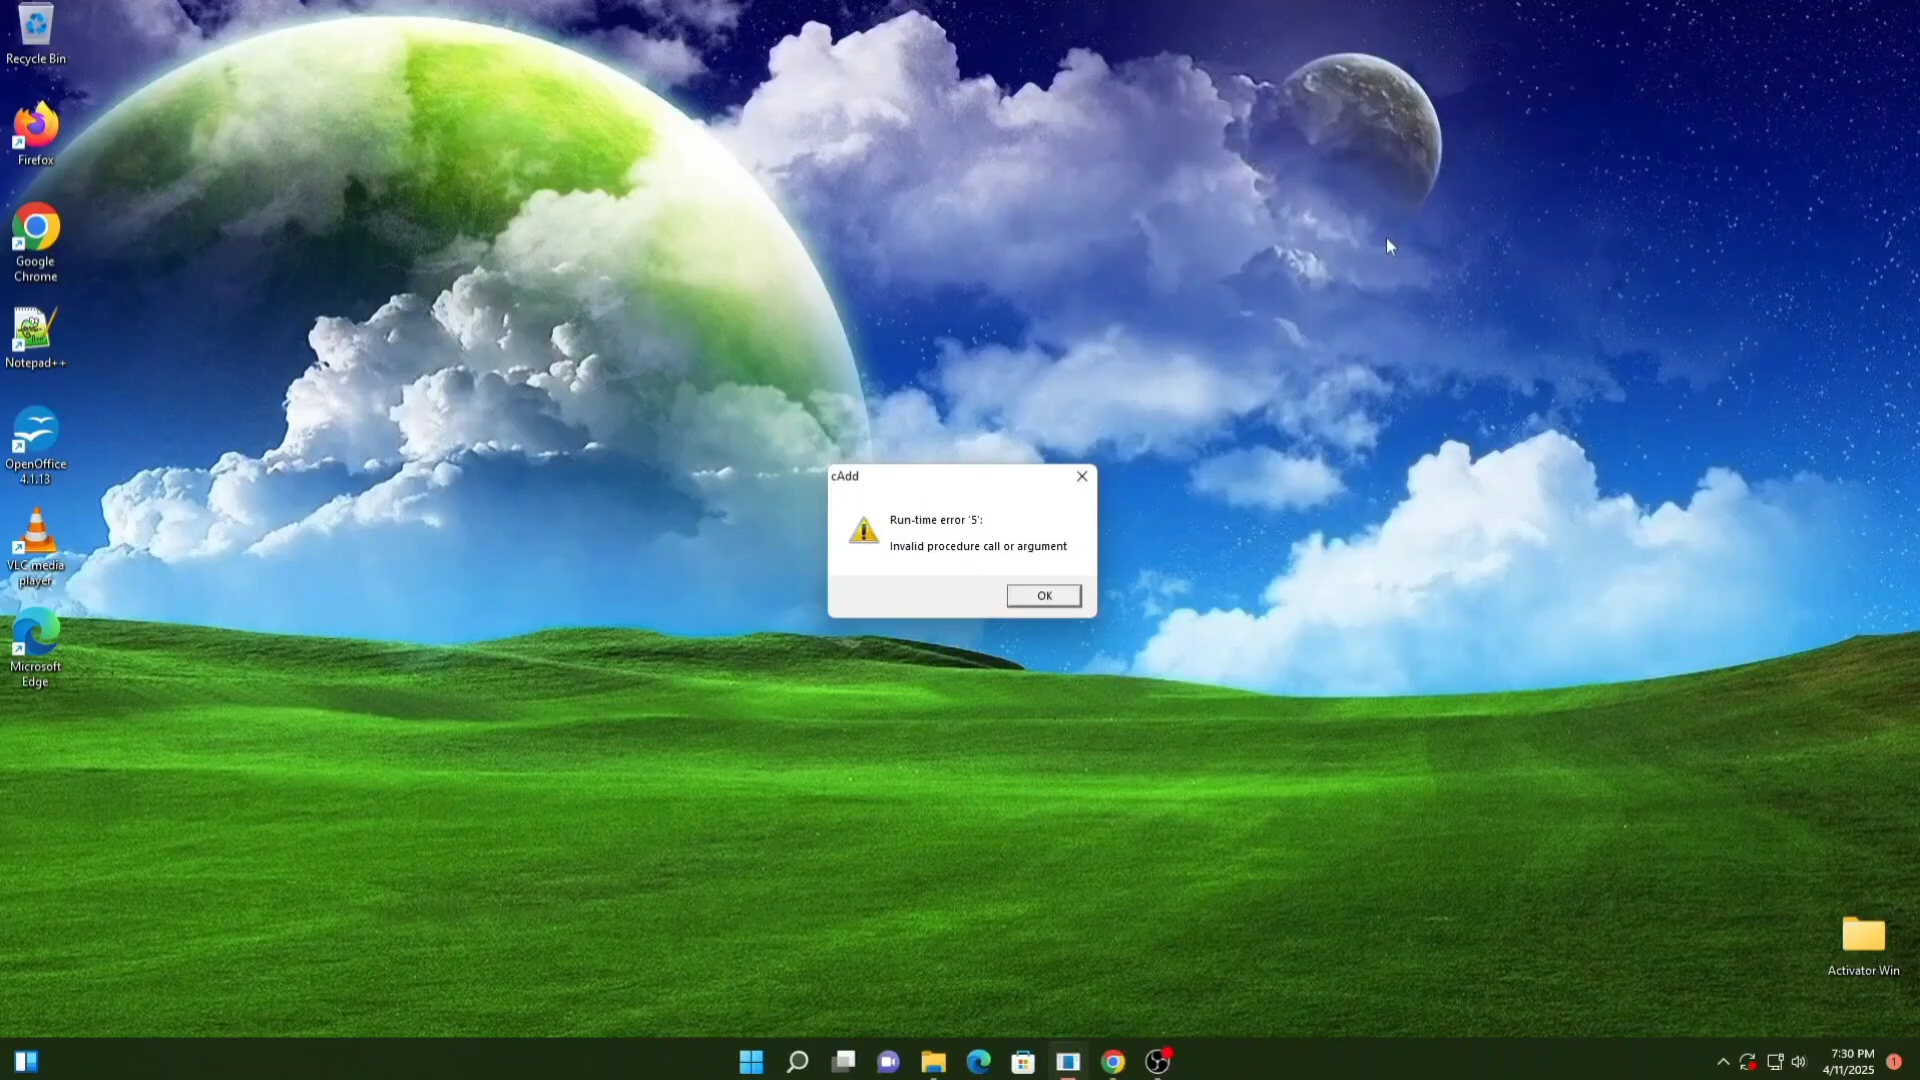 Recycle Bin
Firefox
Google
Chrome
Notepad++
OpenOffice
4.1.13
VLC media
player
Microsoft
Edge
cAdd
Run-time error '5':
Invalid procedure call or argument
OK
Activator Win
7:30 PM
4/11/2025
1